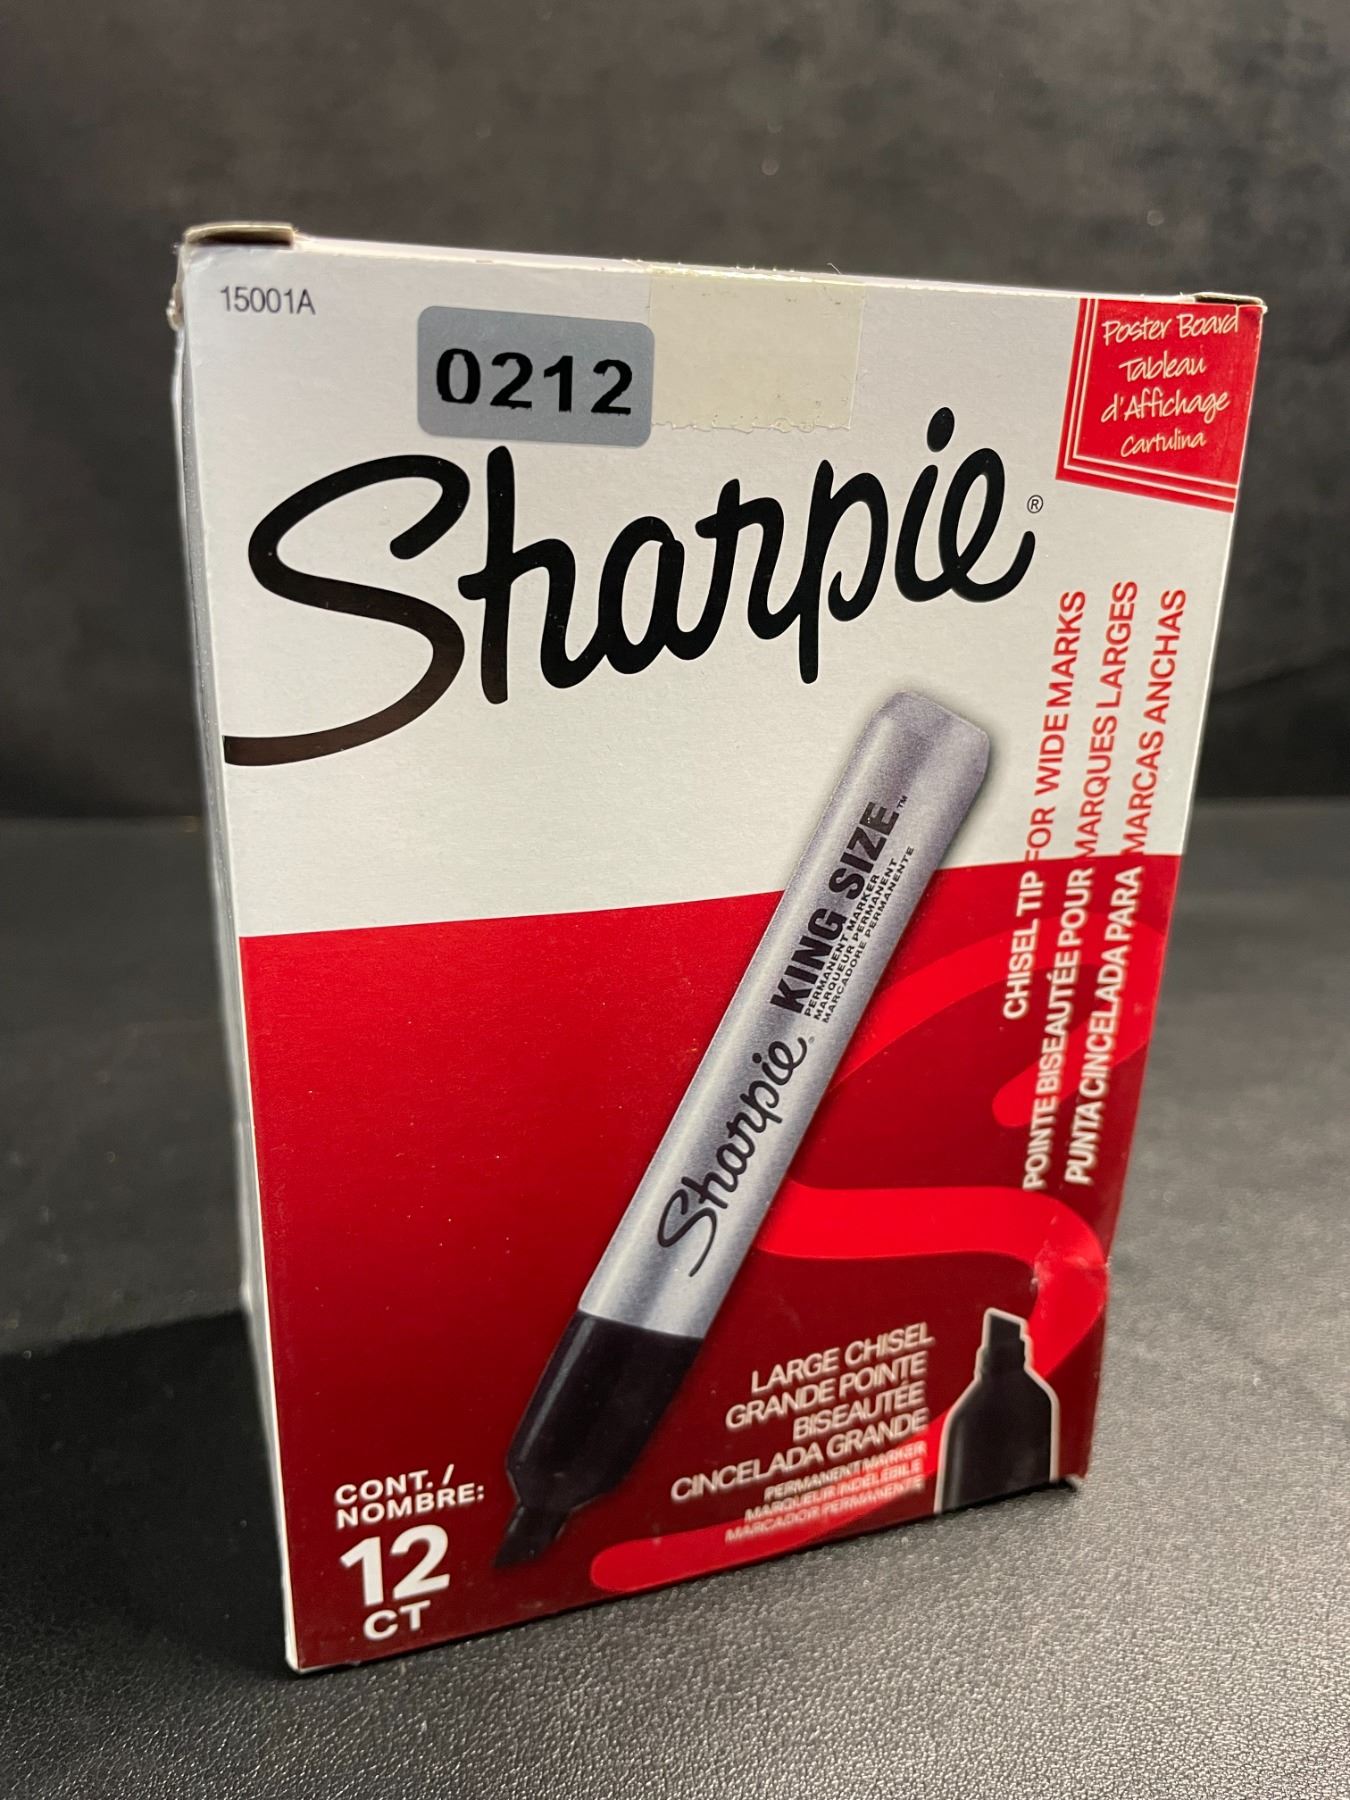 15001A
0212
Poster Board
Tableau
d'Affichage
Cartulina
Sharpie®
CHISEL TIP FOR WIDE MARKS
POINTE BISEAUTÉE POUR MARQUES LARGES
PUNTA CINCELADA PARA MARCAS ANCHAS
Sharpie® KING SIZE™
PERMANENT MARKER
MARQUEUR PERMANENT
MARCADORE PERMANENTE
LARGE CHISEL
GRANDE POINTE
BISEAUTÉE
CINCELADA GRANDE
PERMANENT MARKER
MARQUEUR INDÉLÉBILE
MARCADOR PERMANENTE
CONT. /
NOMBRE:
12
CT